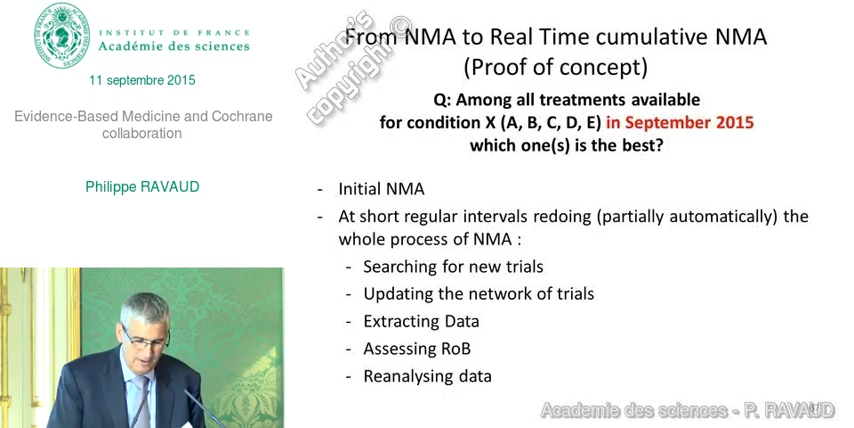 INSTITUT DE FRANCE
Académie des sciences
11 septembre 2015
Evidence-Based Medicine and Cochrane
collaboration
Philippe RAVAUD
Author's
copyright ©
From NMA to Real Time cumulative NMA
(Proof of concept)
Q: Among all treatments available
for condition X (A, B, C, D, E) in September 2015
which one(s) is the best?
- Initial NMA
- At short regular intervals redoing (partially automatically) the
whole process of NMA :
- Searching for new trials
- Updating the network of trials
- Extracting Data
- Assessing RoB
- Reanalysing data
Academie des sciences - P. RAVAUD